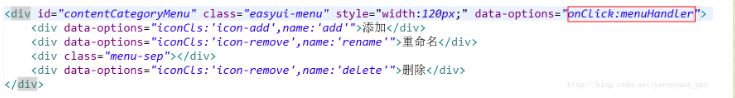 <div id="contentCategoryMenu" class="easyui-menu" style="width:120px;" data-options="onClick:menuHandler">
<div data-options="iconCls:'icon-add',name:'add'">添加</div>
<div data-options="iconCls:'icon-remove',name:'rename'">重命名</div>
<div class="menu-sep"></div>
<div data-options="iconCls:'icon-remove',name:'delete'">删除</div>
</div>